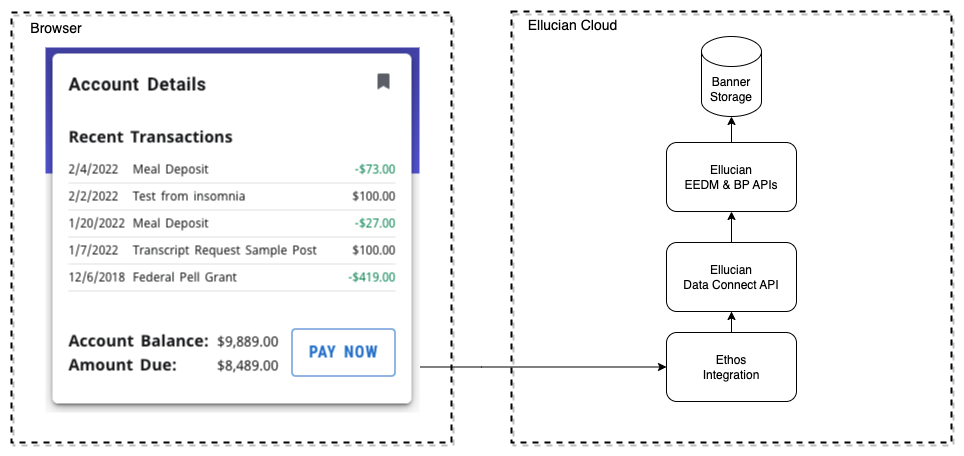 Browser
Account Details
Recent Transactions
2/4/2022 Meal Deposit -$73.00
2/2/2022 Test from insomnia $100.00
1/20/2022 Meal Deposit -$27.00
1/7/2022 Transcript Request Sample Post $100.00
12/6/2018 Federal Pell Grant -$419.00
Account Balance: $9,889.00
Amount Due: $8,489.00
PAY NOW
Ellucian Cloud
Banner
Storage
Ellucian
EEDM & BP APIs
Ellucian
Data Connect API
Ethos
Integration